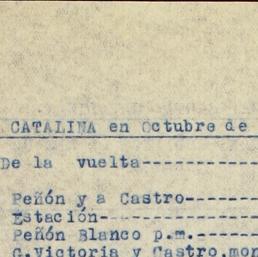 CATALINA en Octubre de
De la vuelta------------
Peñón y a Castro-------
Estación---------------
Peñón Blanco p.m.------
G.Victoria y Castro,mon